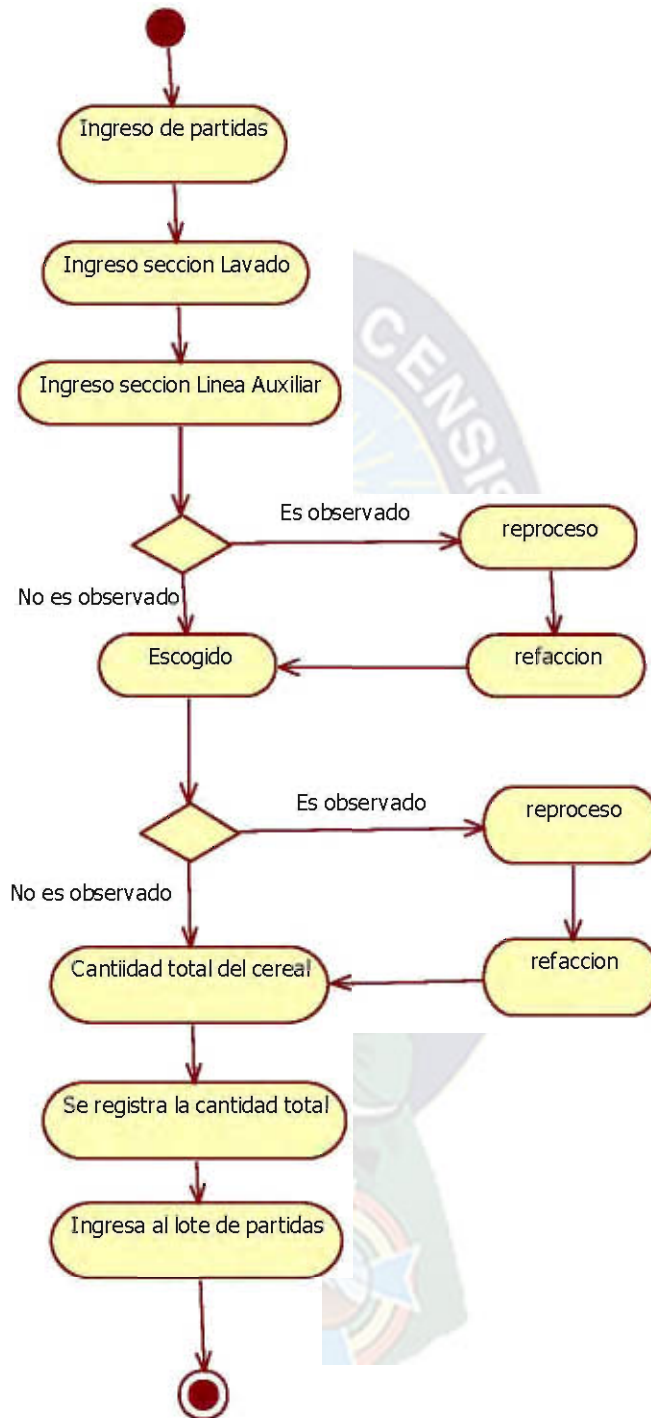 Ingreso de partidas
Ingreso seccion Lavado
Ingreso seccion Linea Auxiliar
Es observado
reproceso
No es observado
Escogido
refaccion
Es observado
reproceso
No es observado
Cantiidad total del cereal
refaccion
Se registra la cantidad total
Ingresa al lote de partidas
CENSIS